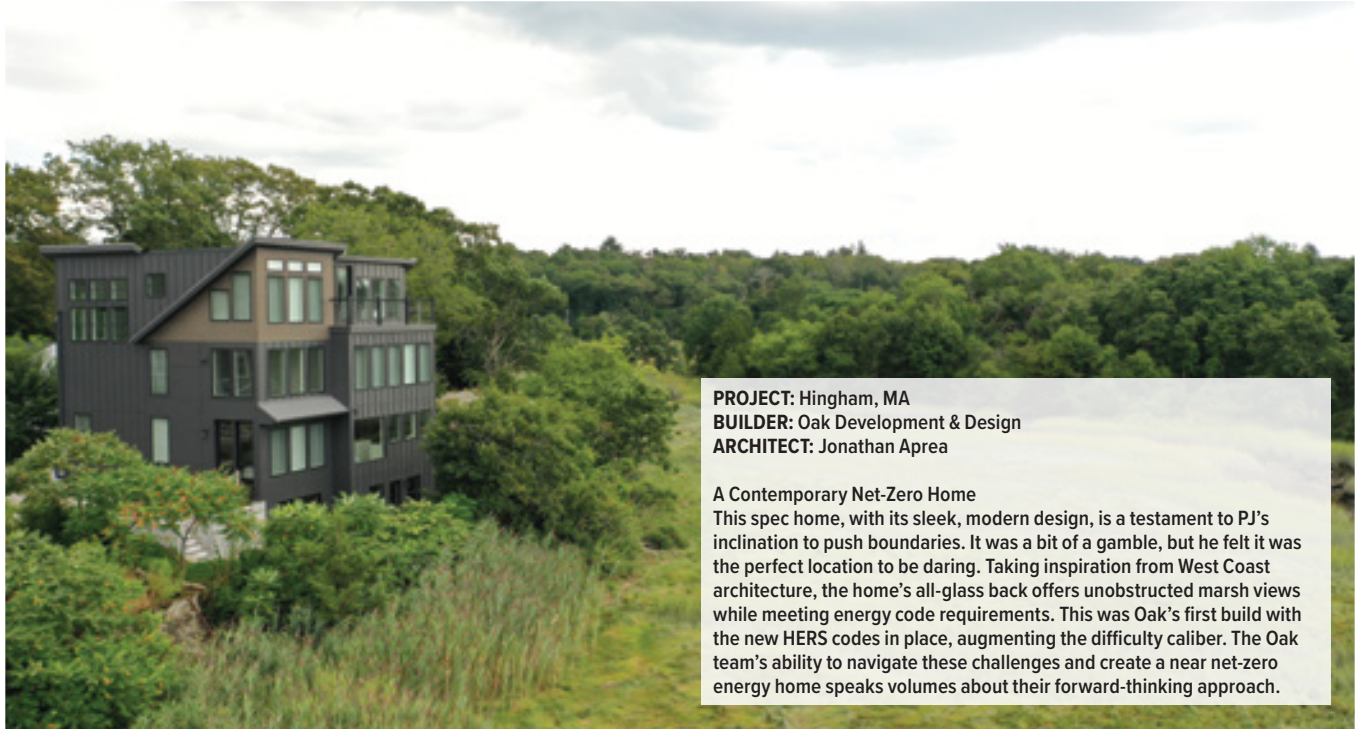 PROJECT: Hingham, MA
BUILDER: Oak Development & Design
ARCHITECT: Jonathan Aprea
A Contemporary Net-Zero Home
This spec home, with its sleek, modern design, is a testament to PJ’s
inclination to push boundaries. It was a bit of a gamble, but he felt it was
the perfect location to be daring. Taking inspiration from West Coast
architecture, the home’s all-glass back offers unobstructed marsh views
while meeting energy code requirements. This was Oak’s first build with
the new HERS codes in place, augmenting the difficulty caliber. The Oak
team’s ability to navigate these challenges and create a near net-zero
energy home speaks volumes about their forward-thinking approach.